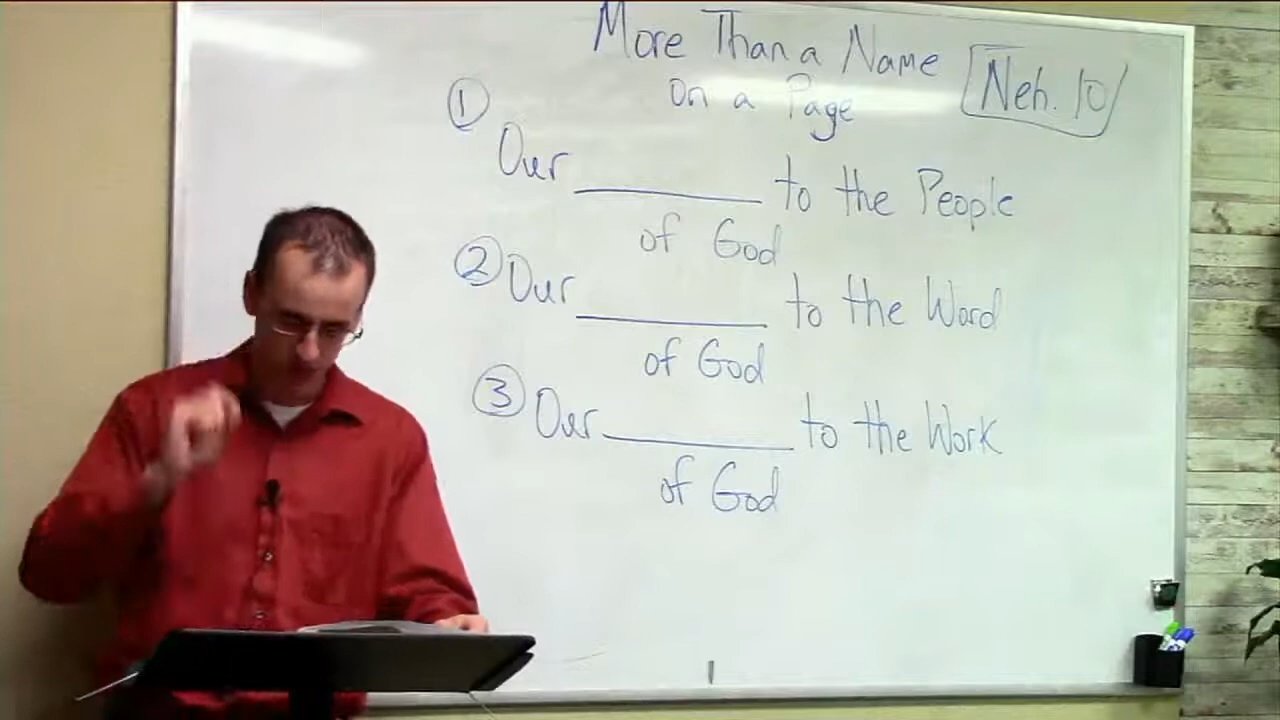 More Than a Name
on a Page
Neh. 10
① Our ________ to the People
of God
② Our ________ to the Word
of God
③ Our ________ to the Work
of God